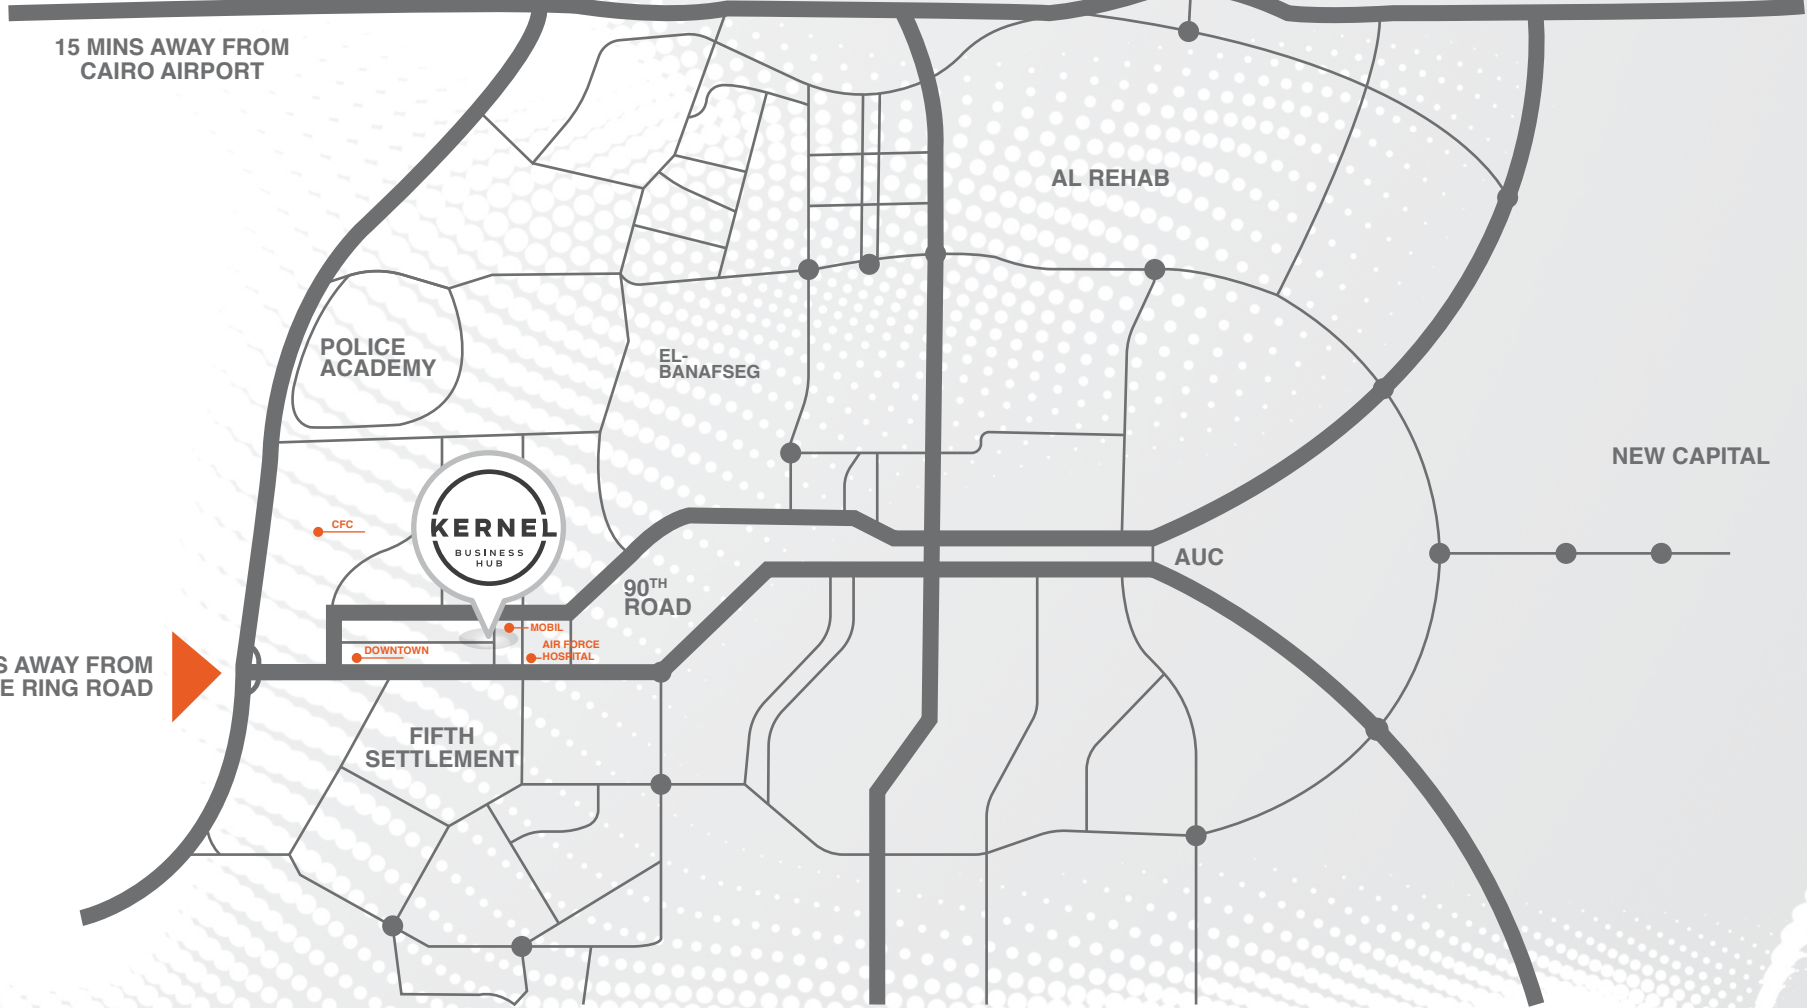 15 MINS AWAY FROM
CAIRO AIRPORT
AL REHAB
POLICE
ACADEMY
EL-
BANAFSEG
NEW CAPITAL
CFC
KERNEL
BUSINESS
HUB
AUC
90TH
ROAD
MOBIL
AIR FORCE
HOSPITAL
DOWNTOWN
AWAY FROM
RING ROAD
FIFTH
SETTLEMENT